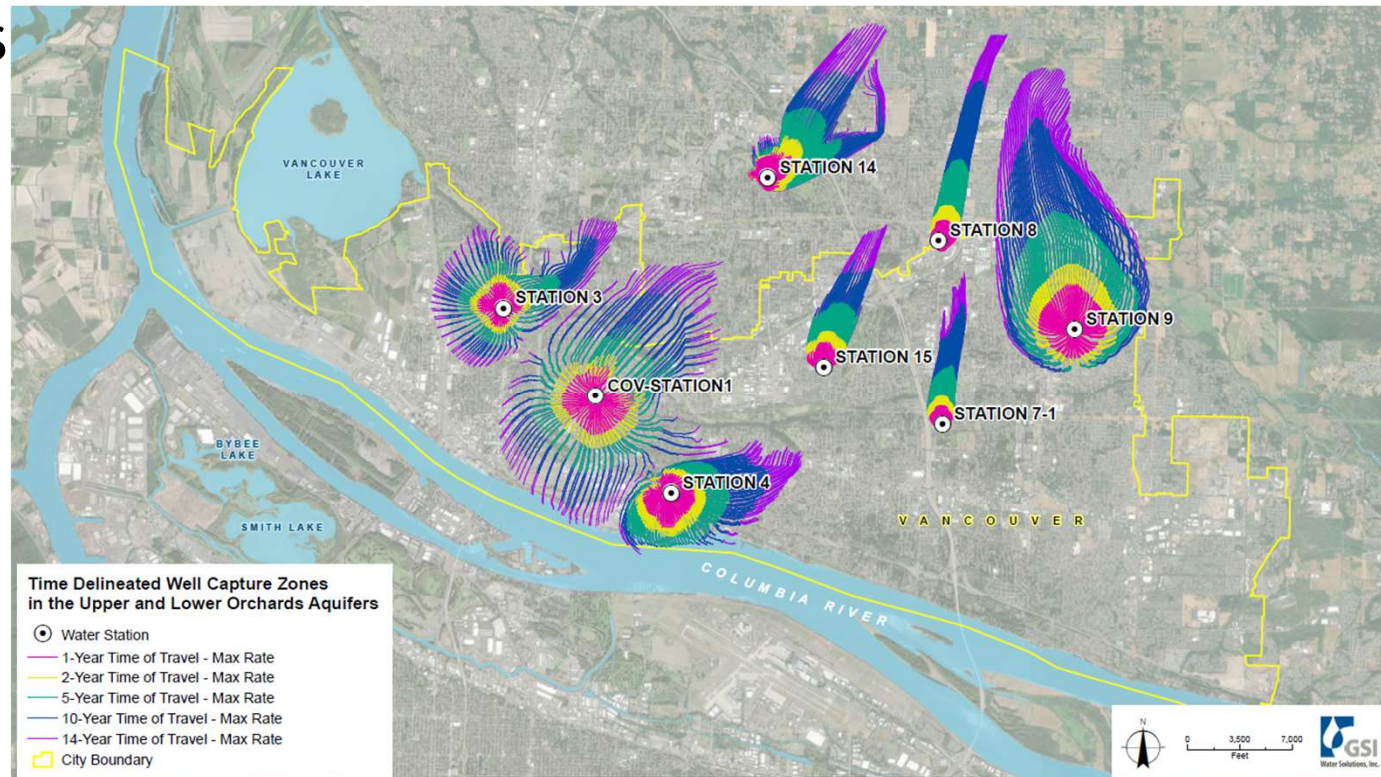 S
VANCOUVER
LAKE
STATION 14
STATION 8
STATION 3
STATION 9
STATION 15
COV-STATION1
STATION 7-1
BYBEE
LAKE
STATION 4
SMITH LAKE
VANCOUVER
COLUMBIA RIVER
Time Delineated Well Capture Zones
in the Upper and Lower Orchards Aquifers
Water Station
1-Year Time of Travel - Max Rate
2-Year Time of Travel - Max Rate
5-Year Time of Travel - Max Rate
10-Year Time of Travel - Max Rate
14-Year Time of Travel - Max Rate
City Boundary
N
0 3,500 7,000
Feet
GSI
Water Solutions, Inc.